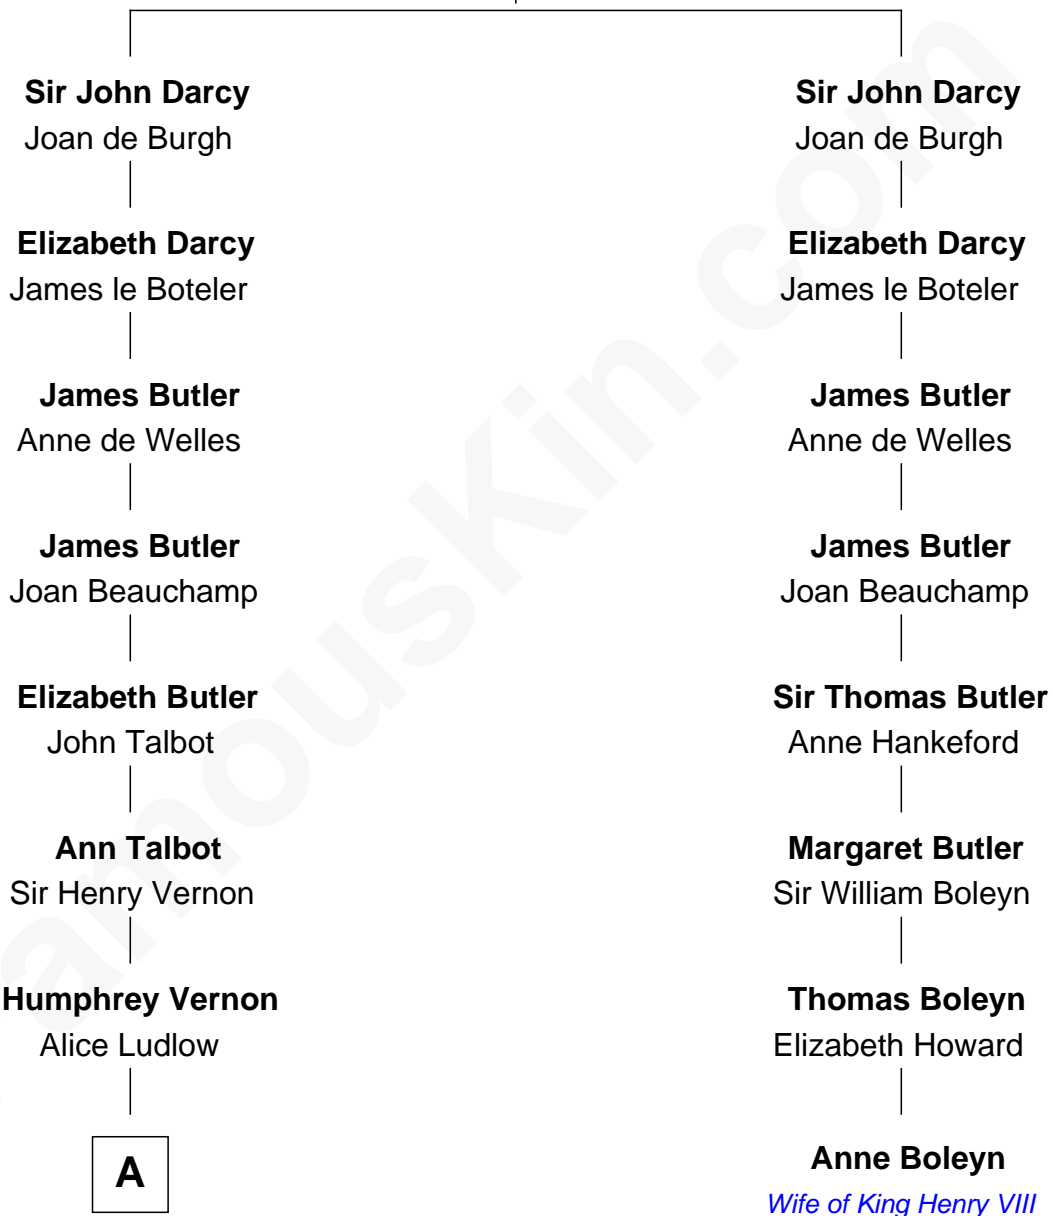 Sir John Darcy
Joan de Burgh
Elizabeth Darcy
James le Boteler
James Butler
Anne de Welles
James Butler
Joan Beauchamp
Elizabeth Butler
John Talbot
Ann Talbot
Sir Henry Vernon
Humphrey Vernon
Alice Ludlow
A
Sir John Darcy
Joan de Burgh
Elizabeth Darcy
James le Boteler
James Butler
Anne de Welles
James Butler
Joan Beauchamp
Sir Thomas Butler
Anne Hankeford
Margaret Butler
Sir William Boleyn
Thomas Boleyn
Elizabeth Howard
Anne Boleyn
Wife of King Henry VIII
amouskin.com